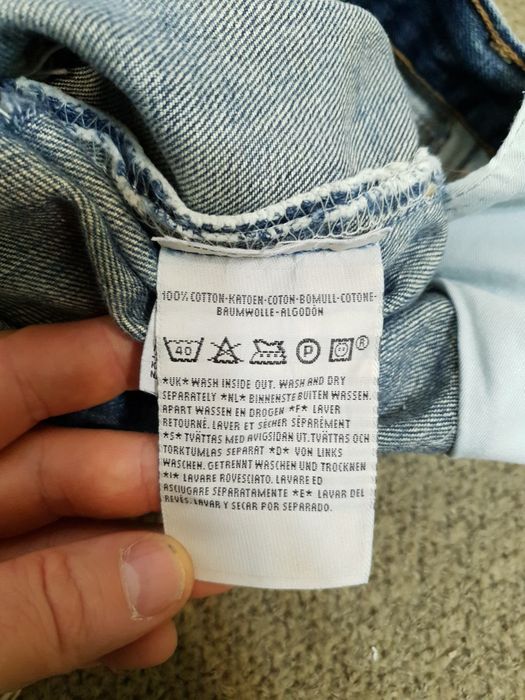 100% COTTON-KATOEN-COTON-BOMULL-COTONE-
BAUMWOLLE-ALGODÓN
40 P ®
*UK* WASH INSIDE OUT. WASH AND DRY
SEPARATELY *NL* BINNENSTE BUITEN WASSEN.
APART WASSEN EN DROGEN *F* LAVER
RETOURNÉ. LAVER ET SÉCHER SÉPARÉMENT
*S* TVÄTTAS MED AVIGSIDAN UT. TVÄTTAS OCH
TORKTUMLAS SEPARAT *D* VON LINKS
WASCHEN. GETRENNT WASCHEN UND TROCKNEN
*I* LAVARE ROVESCIATO. LAVARE ED
ASCIUGARE SEPARATAMENTE *E* LAVAR DEL
REVÉS. LAVAR Y SECAR POR SEPARADO.